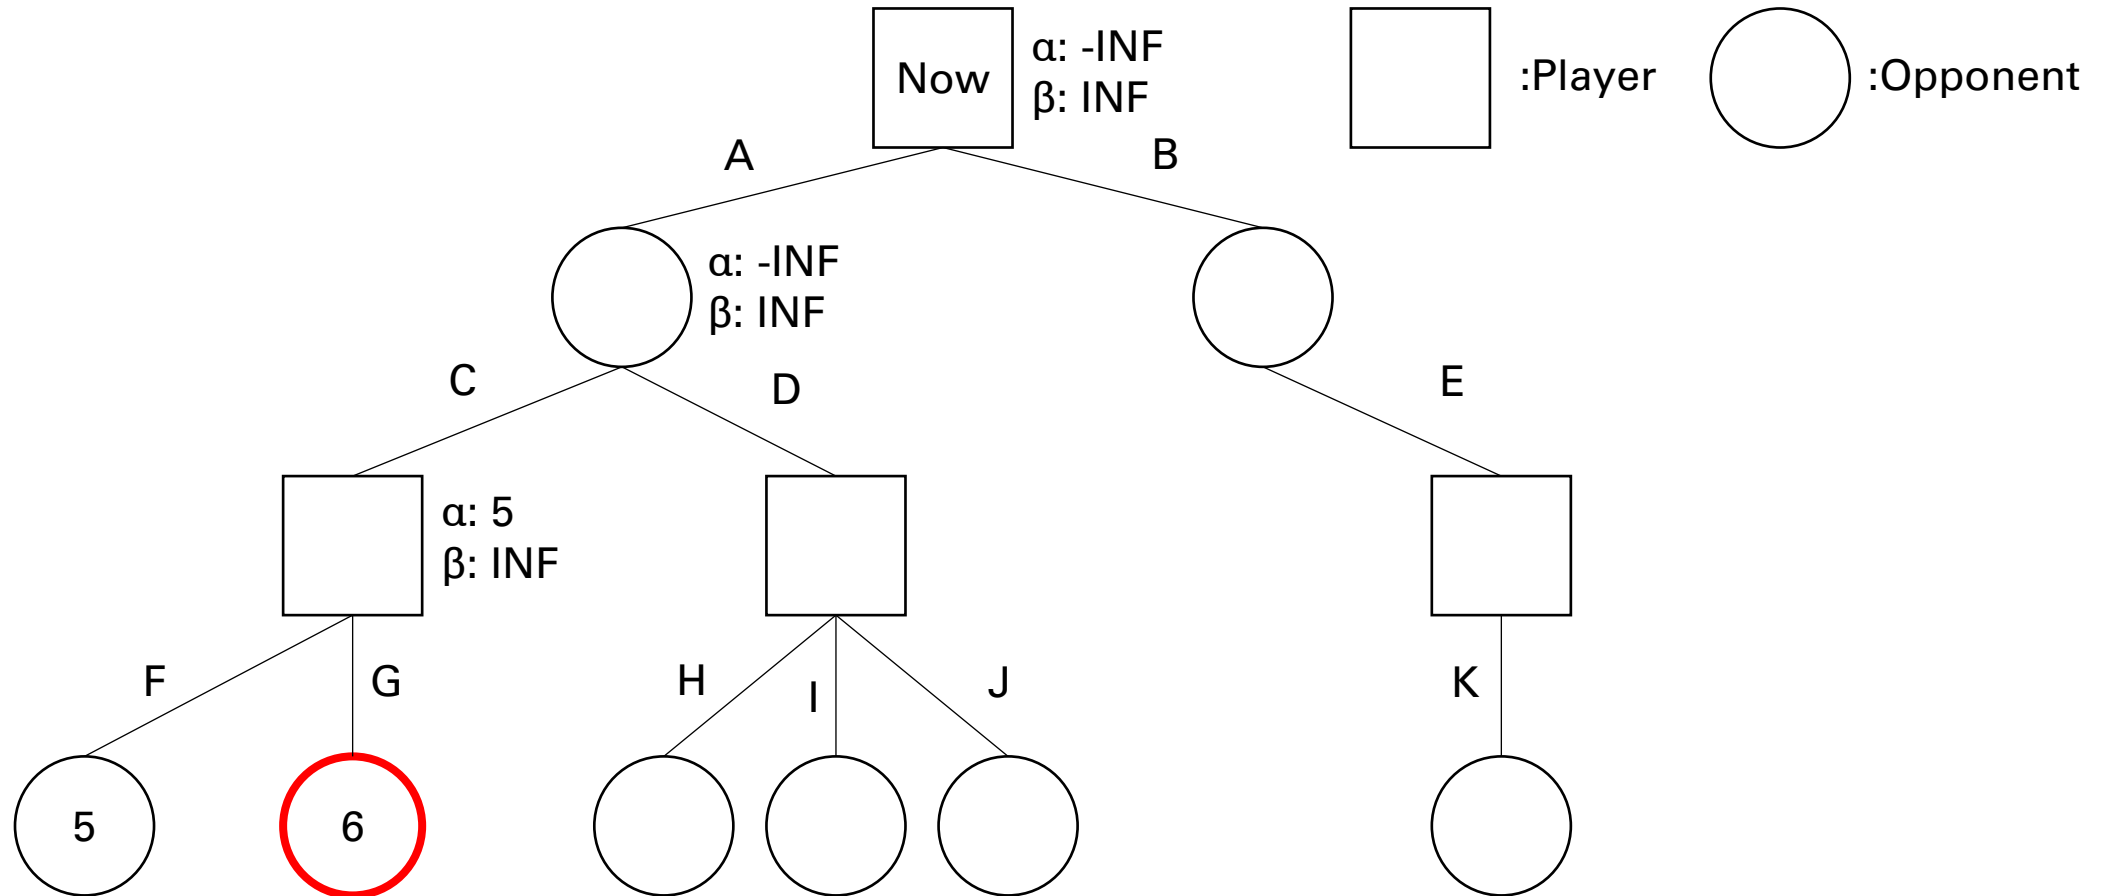 Now
α: -INF
β: INF
:Player
:Opponent
A
B
α: -INF
β: INF
C
D
E
α: 5
β: INF
F
G
H
I
J
K
5
6